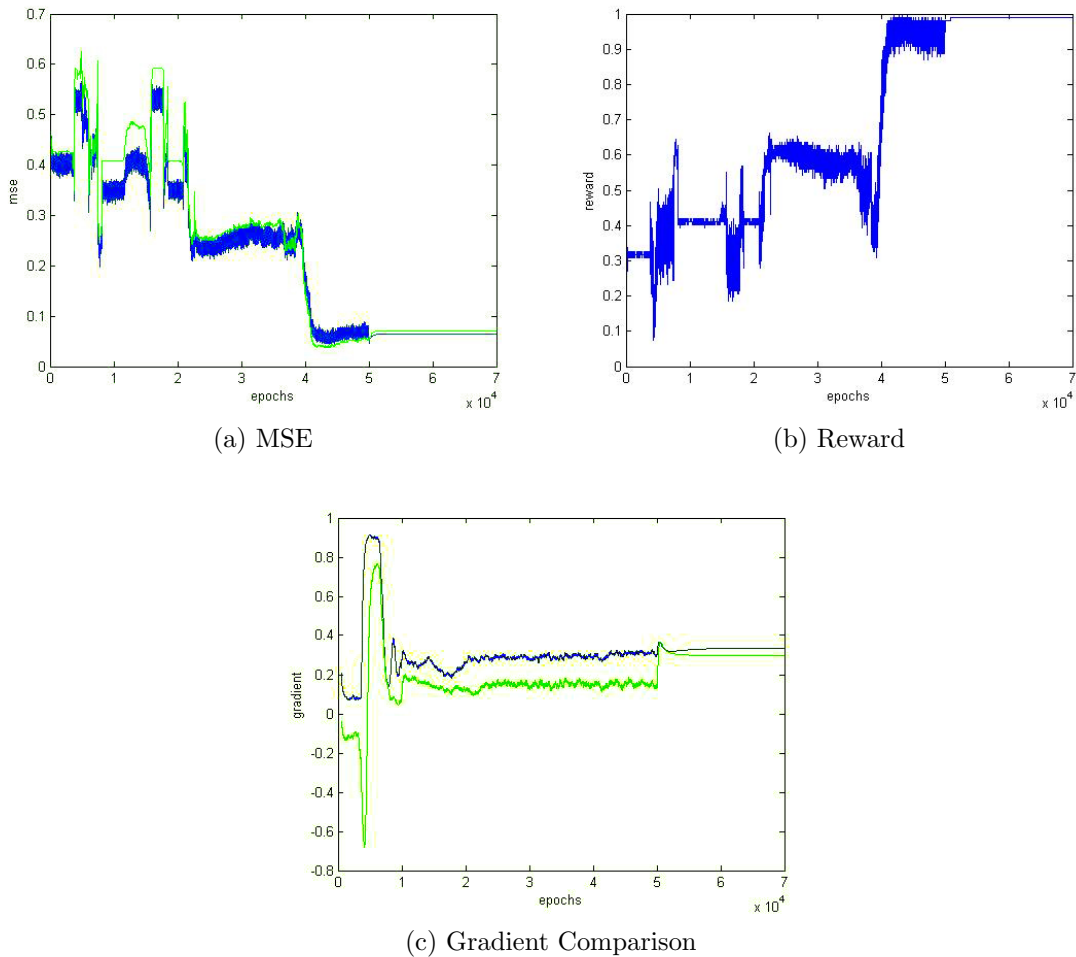 0.7
0.6
0.5
0.4
0.3
0.2
0.1
0
mse
0 1 2 3 4 5 6 7
epochs
x 10^4
(a) MSE
1
0.9
0.8
0.7
0.6
0.5
0.4
0.3
0.2
0.1
0
reward
0 1 2 3 4 5 6 7
epochs
x 10^4
(b) Reward
1
0.8
0.6
0.4
0.2
0
-0.2
-0.4
-0.6
-0.8
gradient
0 1 2 3 4 5 6 7
epochs
x 10^4
(c) Gradient Comparison